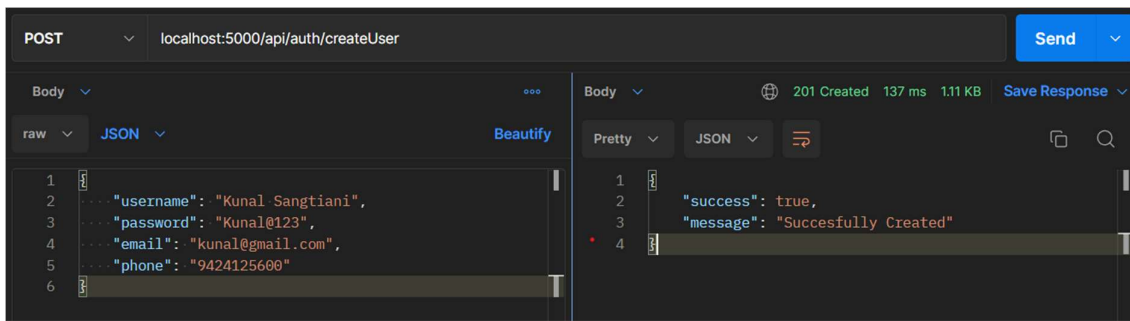 POST localhost:5000/api/auth/createUser Send
Body ooo
raw JSON Beautify
1 {
2 "username": "Kunal Sangtiani",
3 "password": "Kunal@123",
4 "email": "kunal@gmail.com",
5 "phone": "9424125600"
6 }
Body 201 Created 137 ms 1.11 KB Save Response
Pretty JSON
1 {
2 "success": true,
3 "message": "Succesfully Created"
4 }